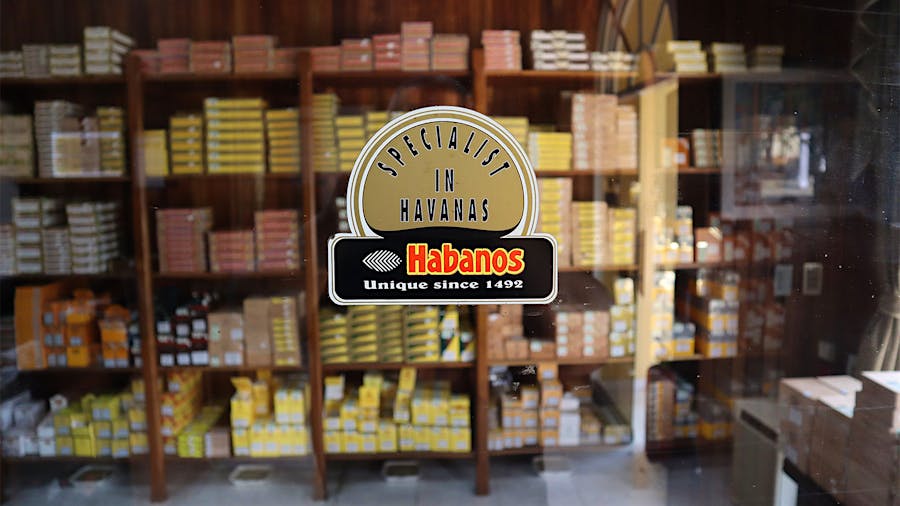 SPECIALIST
IN
HAVANAS
Habanos
Unique since 1492